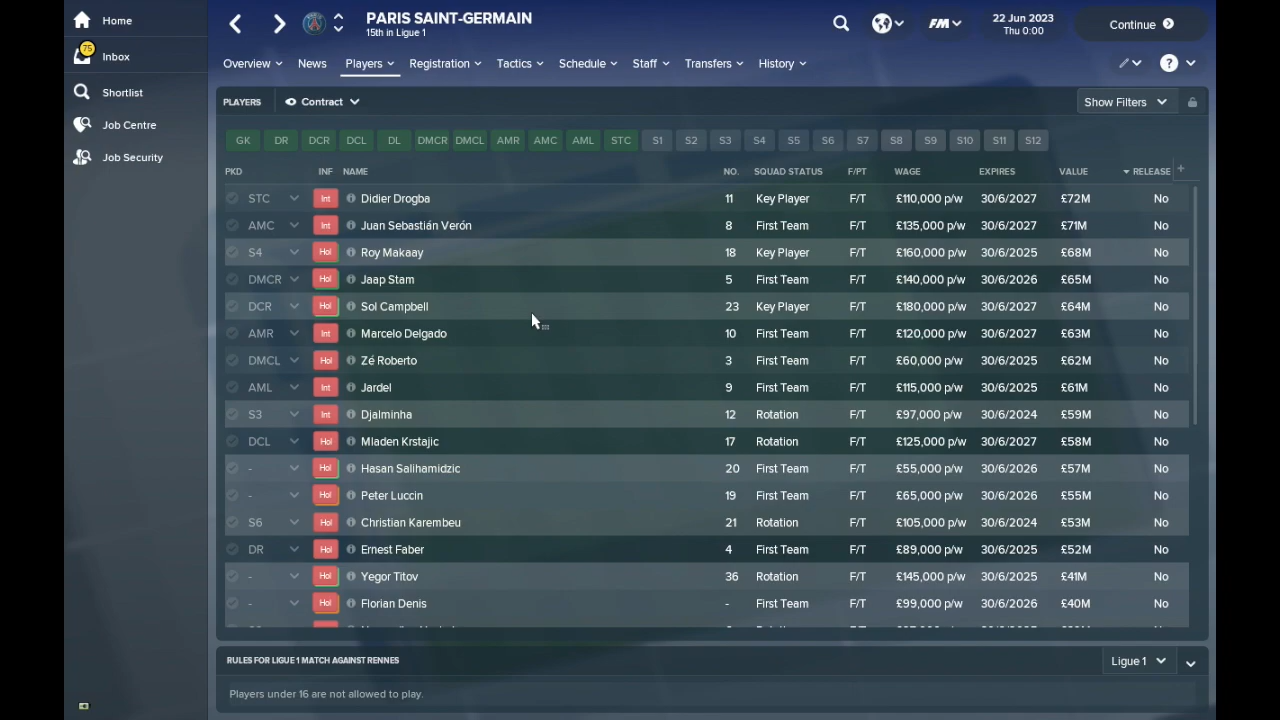 Home
75
Inbox
Shortlist
Job Centre
Job Security
PARIS SAINT-GERMAIN
15th in Ligue 1
FM
22 Jun 2023
Thu 0:00
Continue
Overview News Players Registration Tactics Schedule Staff Transfers History ?
PLAYERS Contract Show Filters
GK DR DCR DCL DL DMCR DMCL AMR AMC AML STC S1 S2 S3 S4 S5 S6 S7 S8 S9 S10 S11 S12
PKD INF NAME NO. SQUAD STATUS F/PT WAGE EXPIRES VALUE RELEASE +
STC Int Didier Drogba 11 Key Player F/T £110,000 p/w 30/6/2027 £72M No
AMC Int Juan Sebastián Verón 8 First Team F/T £135,000 p/w 30/6/2027 £71M No
S4 Hol Roy Makaay 18 Key Player F/T £160,000 p/w 30/6/2025 £68M No
DMCR Hol Jaap Stam 5 First Team F/T £140,000 p/w 30/6/2026 £65M No
DCR Hol Sol Campbell 23 Key Player F/T £180,000 p/w 30/6/2027 £64M No
AMR Int Marcelo Delgado 10 First Team F/T £120,000 p/w 30/6/2027 £63M No
DMCL Hol Zé Roberto 3 First Team F/T £60,000 p/w 30/6/2025 £62M No
AML Int Jardel 9 First Team F/T £115,000 p/w 30/6/2025 £61M No
S3 Int Djalminha 12 Rotation F/T £97,000 p/w 30/6/2024 £59M No
DCL Hol Mladen Krstajic 17 Rotation F/T £125,000 p/w 30/6/2027 £58M No
- Hol Hasan Salihamidzic 20 First Team F/T £55,000 p/w 30/6/2026 £57M No
- Hol Peter Luccin 19 First Team F/T £65,000 p/w 30/6/2026 £55M No
S6 Hol Christian Karembeu 21 Rotation F/T £105,000 p/w 30/6/2024 £53M No
DR Hol Ernest Faber 4 First Team F/T £89,000 p/w 30/6/2025 £52M No
- Hol Yegor Titov 36 Rotation F/T £145,000 p/w 30/6/2025 £41M No
- Hol Florian Denis - First Team F/T £99,000 p/w 30/6/2026 £40M No
RULES FOR LIGUE 1 MATCH AGAINST RENNES Ligue 1
Players under 16 are not allowed to play.